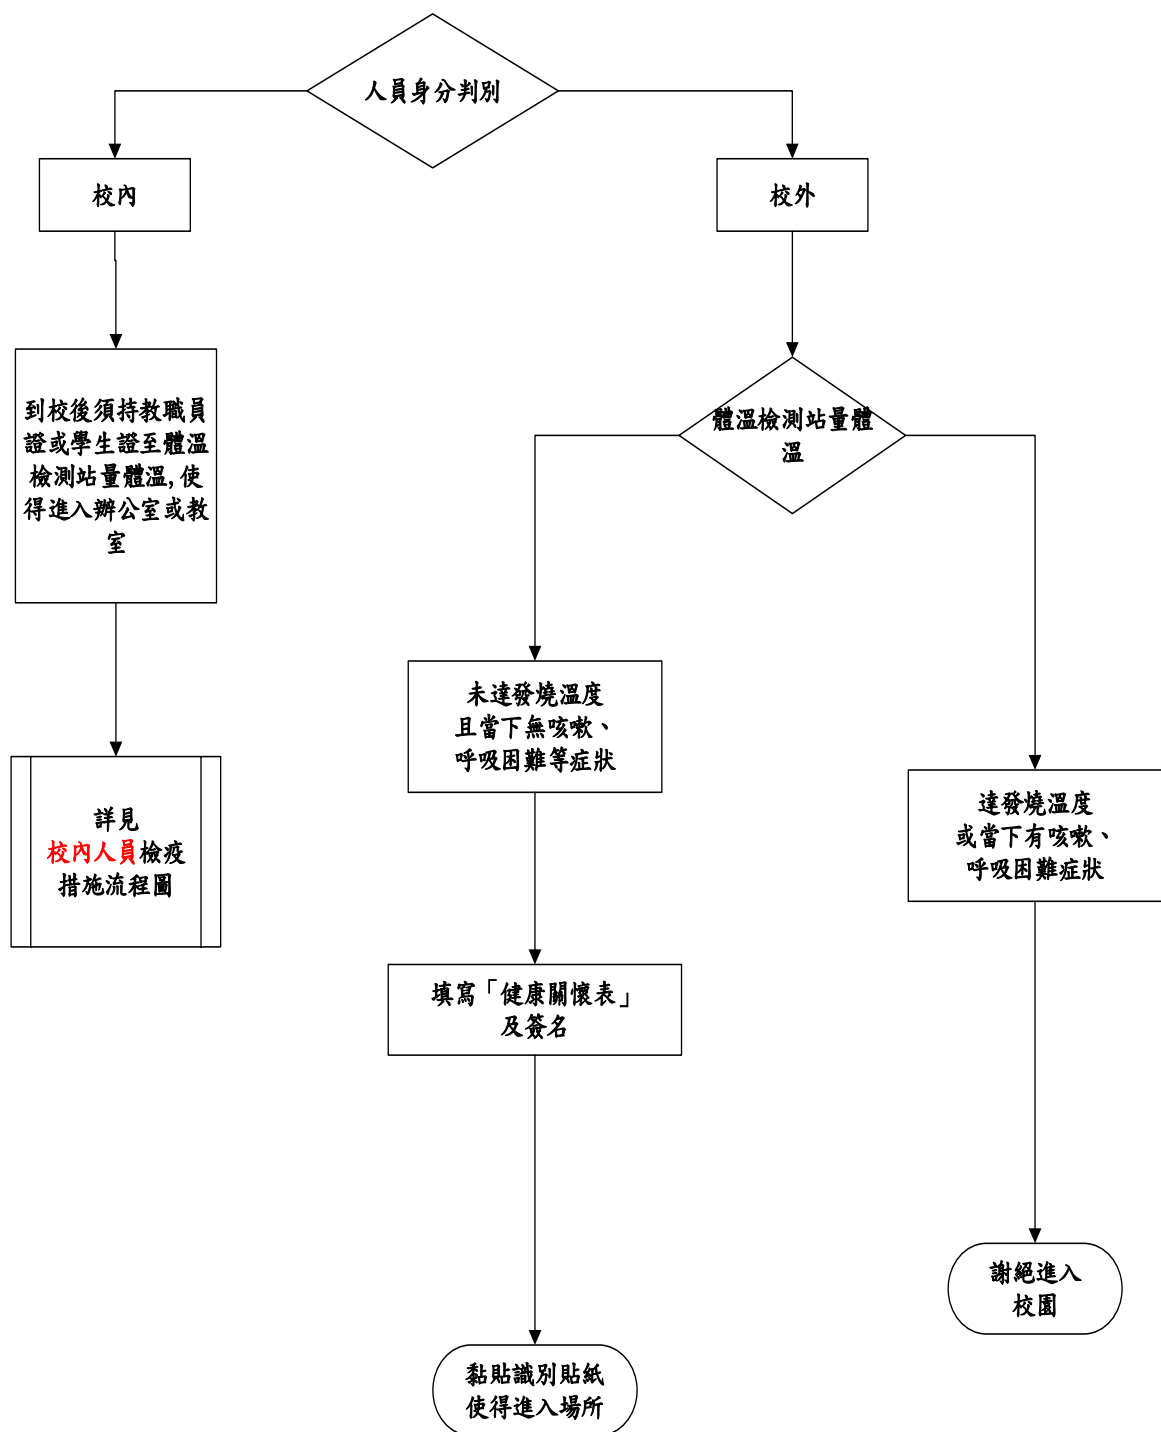 人員身分判別
校內
校外
到校後須持教職員
證或學生證至體溫
檢測站量體溫,使
得進入辦公室或教
室
體溫檢測站量體
溫
未達發燒溫度
且當下無咳嗽、
呼吸困難等症狀
達發燒溫度
或當下有咳嗽、
呼吸困難症狀
詳見
校內人員檢疫
措施流程圖
填寫「健康關懷表」
及簽名
謝絕進入
校園
黏貼識別貼紙
使得進入場所